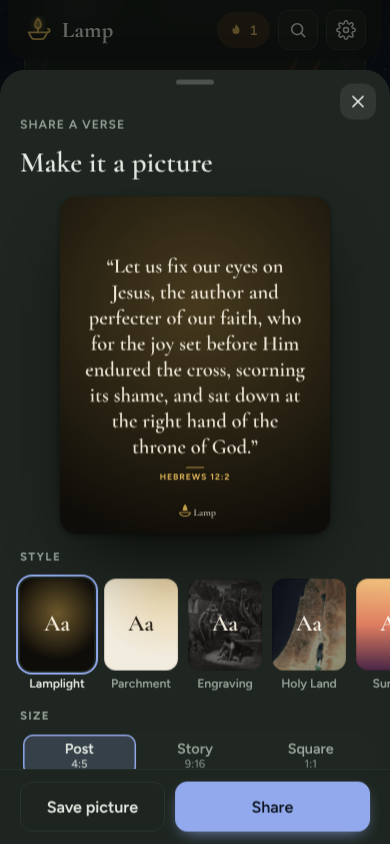 Lamp
1
SHARE A VERSE
Make it a picture
“Let us fix our eyes on
Jesus, the author and
perfecter of our faith, who
for the joy set before Him
endured the cross, scorning
its shame, and sat down at
the right hand of the
throne of God.”
HEBREWS 12:2
Lamp
STYLE
Aa
Aa
Aa
Aa
Lamplight
Parchment
Engraving
Holy Land
SIZE
Post
Story
Square
4:5
9:16
1:1
Save picture
Share